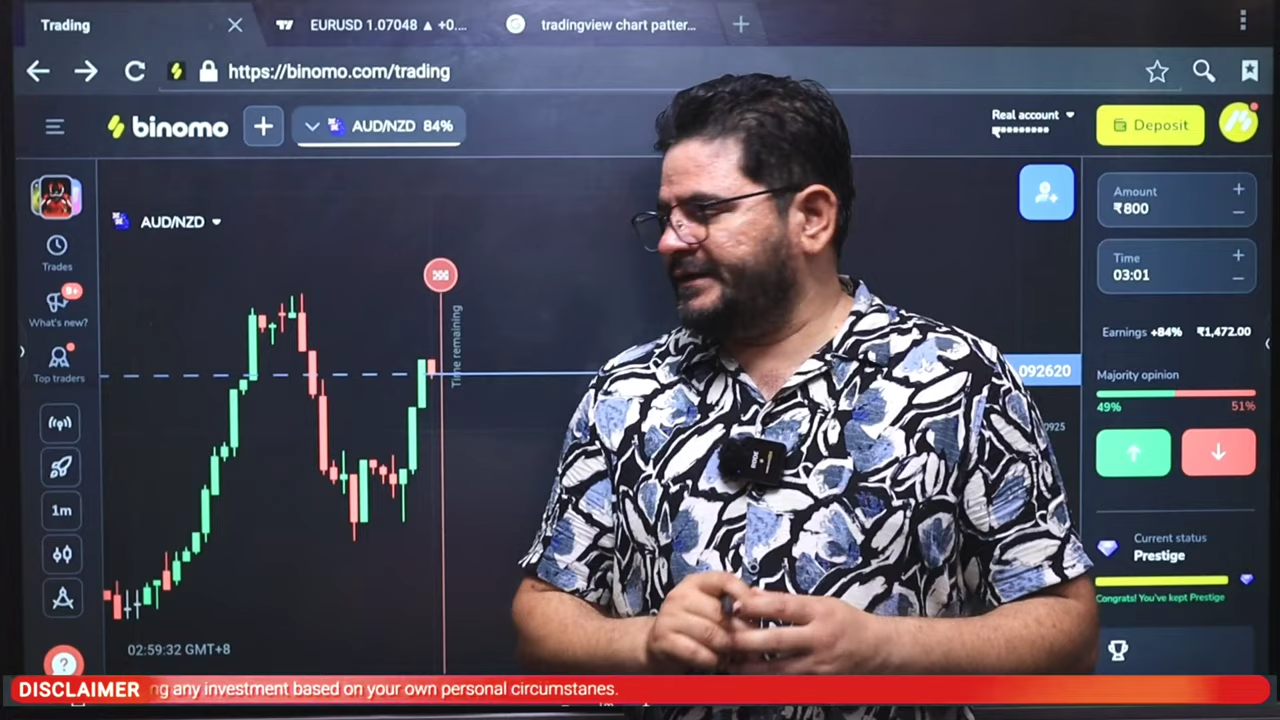 Trading
EURUSD 1.07048 ▲ +0....
tradingview chart patter...
https://binomo.com/trading
binomo
AUD/NZD 84%
Real account
₹********
Deposit
AUD/NZD
Trades
9+
What's new?
Top traders
1m
Time remaining
092620
0925
Amount
₹800
Time
03:01
Earnings +84% ₹1,472.00
Majority opinion
49% 51%
Current status
Prestige
Congrats! You've kept Prestige
02:59:32 GMT+8
DISCLAIMER ng any investment based on your own personal circumstanes.